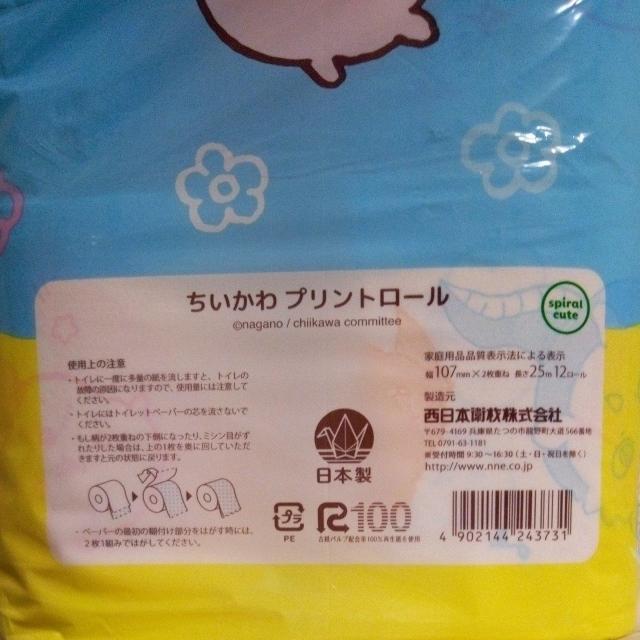 ちいかわ プリントロール
©nagano / chiikawa committee
spiral
cute
使用上の注意
・トイレに一度に多量の紙を流しますと、トイレの
故障の原因になりますので、使用量には注意して
ください。
・トイレにはトイレットペーパーの芯を流さないで
ください。
・もし柄が2枚重ねの下側になったり、ミシン目がず
れたりした場合は、上の1枚を奥に回していただ
きますと元の状態に戻ります。
・ペーパーの最初の糊付け部分をはがす時には、
2枚1組みではがしてください。
日本製
プラ
PE
R100
古紙パルプ配合率100%再生紙を使用
家庭用品品質表示法による表示
幅 107mm×2枚重ね 長さ25m 12ロール
製造元
西日本衛材株式会社
〒679-4169 兵庫県たつの市龍野町大道566番地
TEL 0791-63-1181
※受付時間 9:30～16:30(土・日・祝日を除く)
http://www.nne.co.jp
4 902144 243731